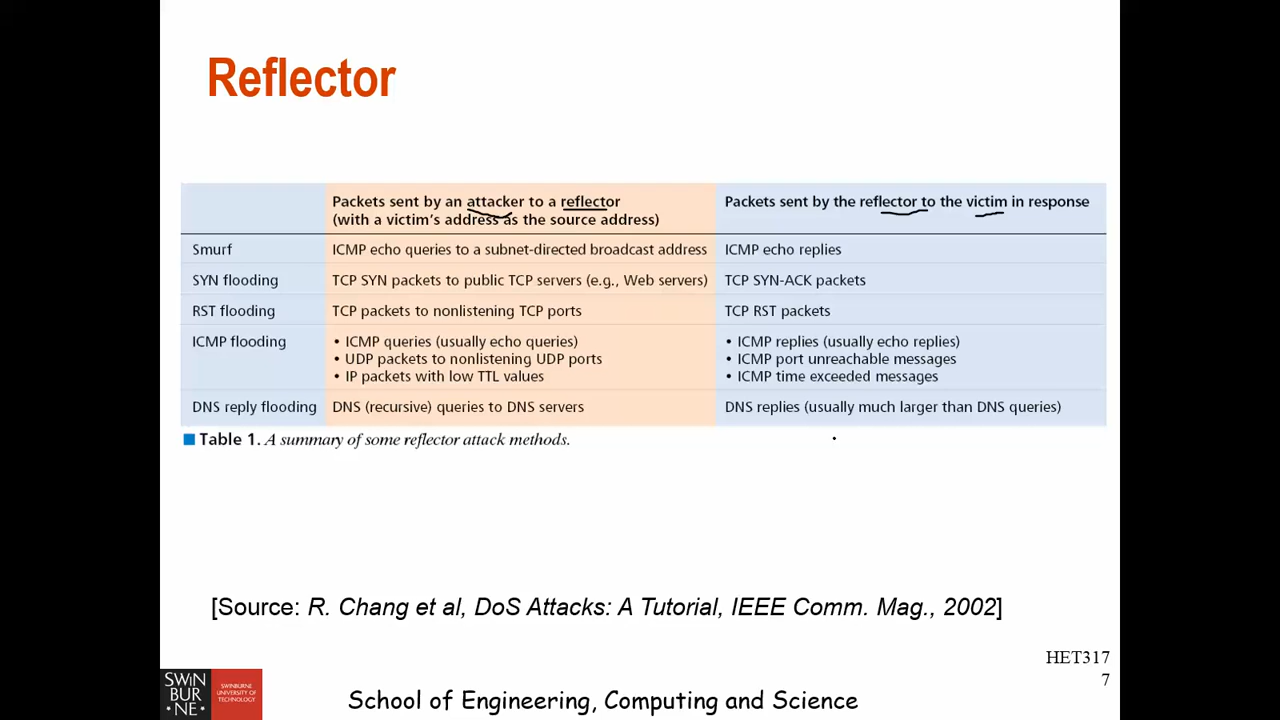 Reflector
Packets sent by an attacker to a reflector
(with a victim's address as the source address)
Packets sent by the reflector to the victim in response
Smurf
ICMP echo queries to a subnet-directed broadcast address
ICMP echo replies
SYN flooding
TCP SYN packets to public TCP servers (e.g., Web servers)
TCP SYN-ACK packets
RST flooding
TCP packets to nonlistening TCP ports
TCP RST packets
ICMP flooding
• ICMP queries (usually echo queries)
• UDP packets to nonlistening UDP ports
• IP packets with low TTL values
• ICMP replies (usually echo replies)
• ICMP port unreachable messages
• ICMP time exceeded messages
DNS reply flooding
DNS (recursive) queries to DNS servers
DNS replies (usually much larger than DNS queries)
Table 1. A summary of some reflector attack methods.
[Source: R. Chang et al, DoS Attacks: A Tutorial, IEEE Comm. Mag., 2002]
HET317
7
SWIN
BUR
NE
SWINBURNE
UNIVERSITY OF
TECHNOLOGY
School of Engineering, Computing and Science